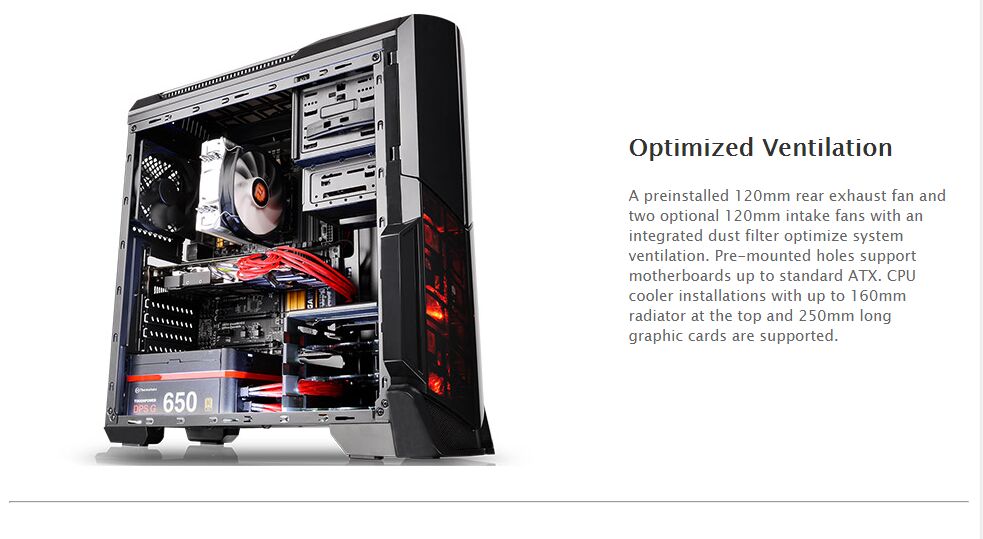 Optimized Ventilation
A preinstalled 120mm rear exhaust fan and
two optional 120mm intake fans with an
integrated dust filter optimize system
ventilation. Pre-mounted holes support
motherboards up to standard ATX. CPU
cooler installations with up to 160mm
radiator at the top and 250mm long
graphic cards are supported.
Thermaltake
TOUGHPOWER
DPS G 650